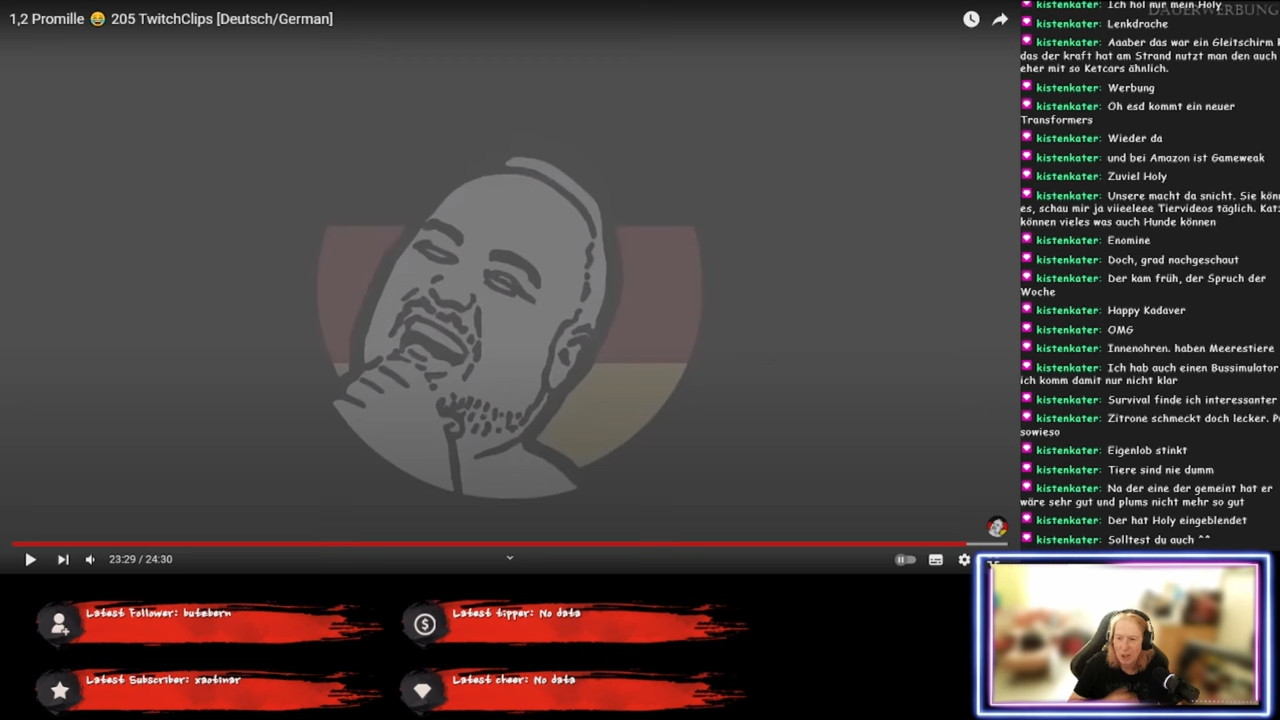 1,2 Promille 😂 205 TwitchClips [Deutsch/German]
DAUERWERBUNG
kistenkater: Ich hol mir mein Holy
kistenkater: Lenkdrache
kistenkater: Aaaber das war ein Gleitschirm
das der kraft hat am Strand nutzt man den auch
eher mit so Ketcars ähnlich.
kistenkater: Werbung
kistenkater: Oh esd kommt ein neuer
Transformers
kistenkater: Wieder da
kistenkater: und bei Amazon ist Gameweak
kistenkater: Zuviel Holy
kistenkater: Unsere macht da snicht. Sie kön
es, schau mir ja viieeleee Tiervideos täglich. Kat
können vieles was auch Hunde können
kistenkater: Enomine
kistenkater: Doch, grad nachgeschaut
kistenkater: Der kam früh, der Spruch der
Woche
kistenkater: Happy Kadaver
kistenkater: OMG
kistenkater: Innenohren. haben Meerestiere
kistenkater: Ich hab auch einen Bussimulator
ich komm damit nur nicht klar
kistenkater: Survival finde ich interessanter
kistenkater: Zitrone schmeckt doch lecker. P
sowieso
kistenkater: Eigenlob stinkt
kistenkater: Tiere sind nie dumm
kistenkater: Na der eine der gemeint hat er
wäre sehr gut und plums nicht mehr so gut
kistenkater: Der hat Holy eingeblendet
kistenkater: Solltest du auch ^^
23:29 / 24:30
Latest Follower: butebern
Latest tipper: No data
Latest Subscriber: xaotinar
Latest cheer: No data